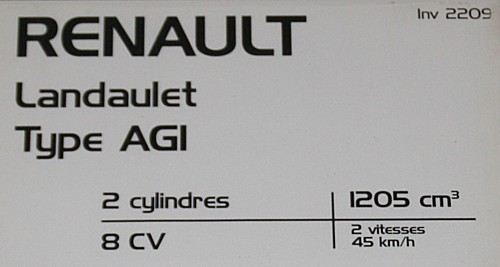 RENAULT
Inv 2209
Landaulet
Type AGI
2 cylindres
1205 cm³
8 CV
2 vitesses
45 km/h